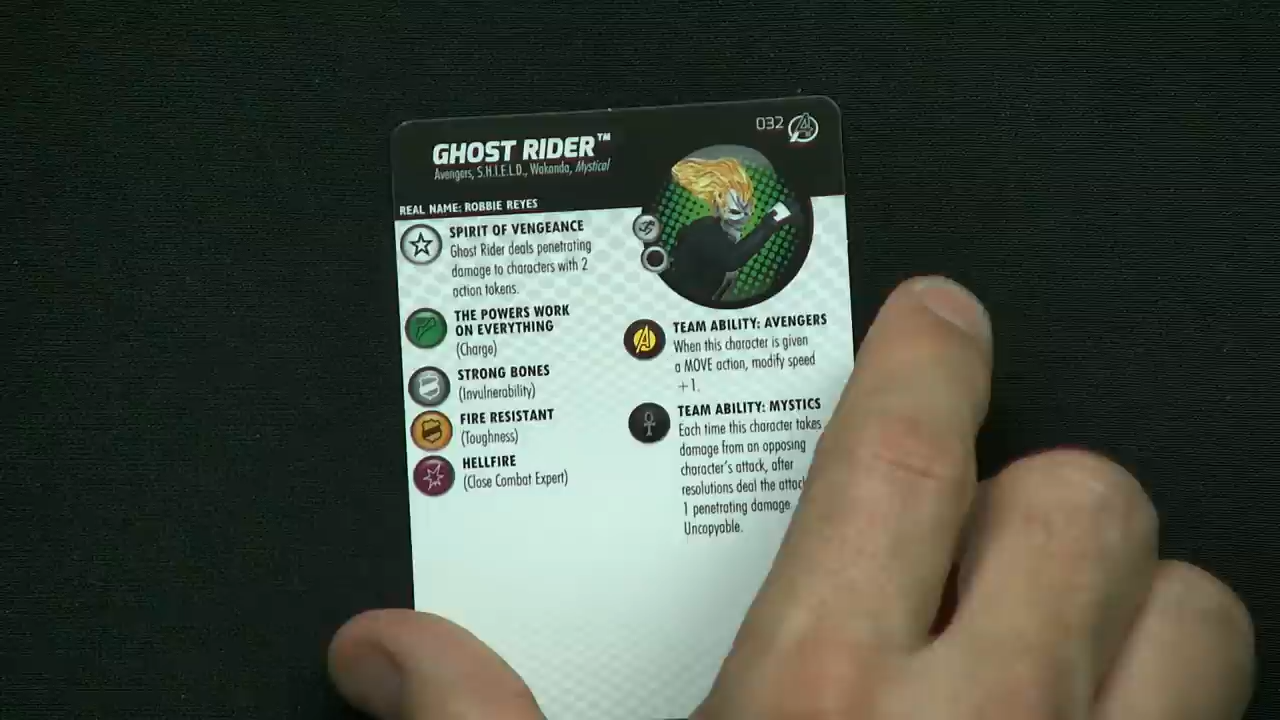 GHOST RIDER™
032
Avengers, S.H.I.E.L.D., Wakanda, Mystical
REAL NAME: ROBBIE REYES
SPIRIT OF VENGEANCE
Ghost Rider deals penetrating
damage to characters with 2
action tokens.
THE POWERS WORK
ON EVERYTHING
(Charge)
STRONG BONES
(Invulnerability)
FIRE RESISTANT
(Toughness)
HELLFIRE
(Close Combat Expert)
TEAM ABILITY: AVENGERS
When this character is given
a MOVE action, modify speed
+1.
TEAM ABILITY: MYSTICS
Each time this character takes
damage from an opposing
character's attack, after
resolutions deal the
1 penetrating damage
Uncopyable.